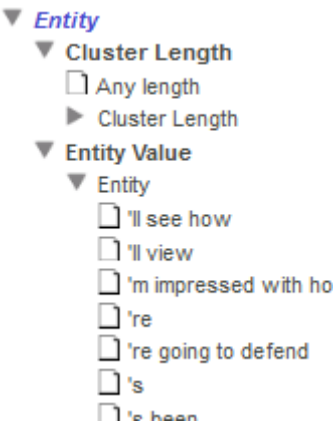 Entity
Cluster Length
Any length
Cluster Length
Entity Value
Entity
'll see how
'll view
'm impressed with ho
're
're going to defend
's
's been